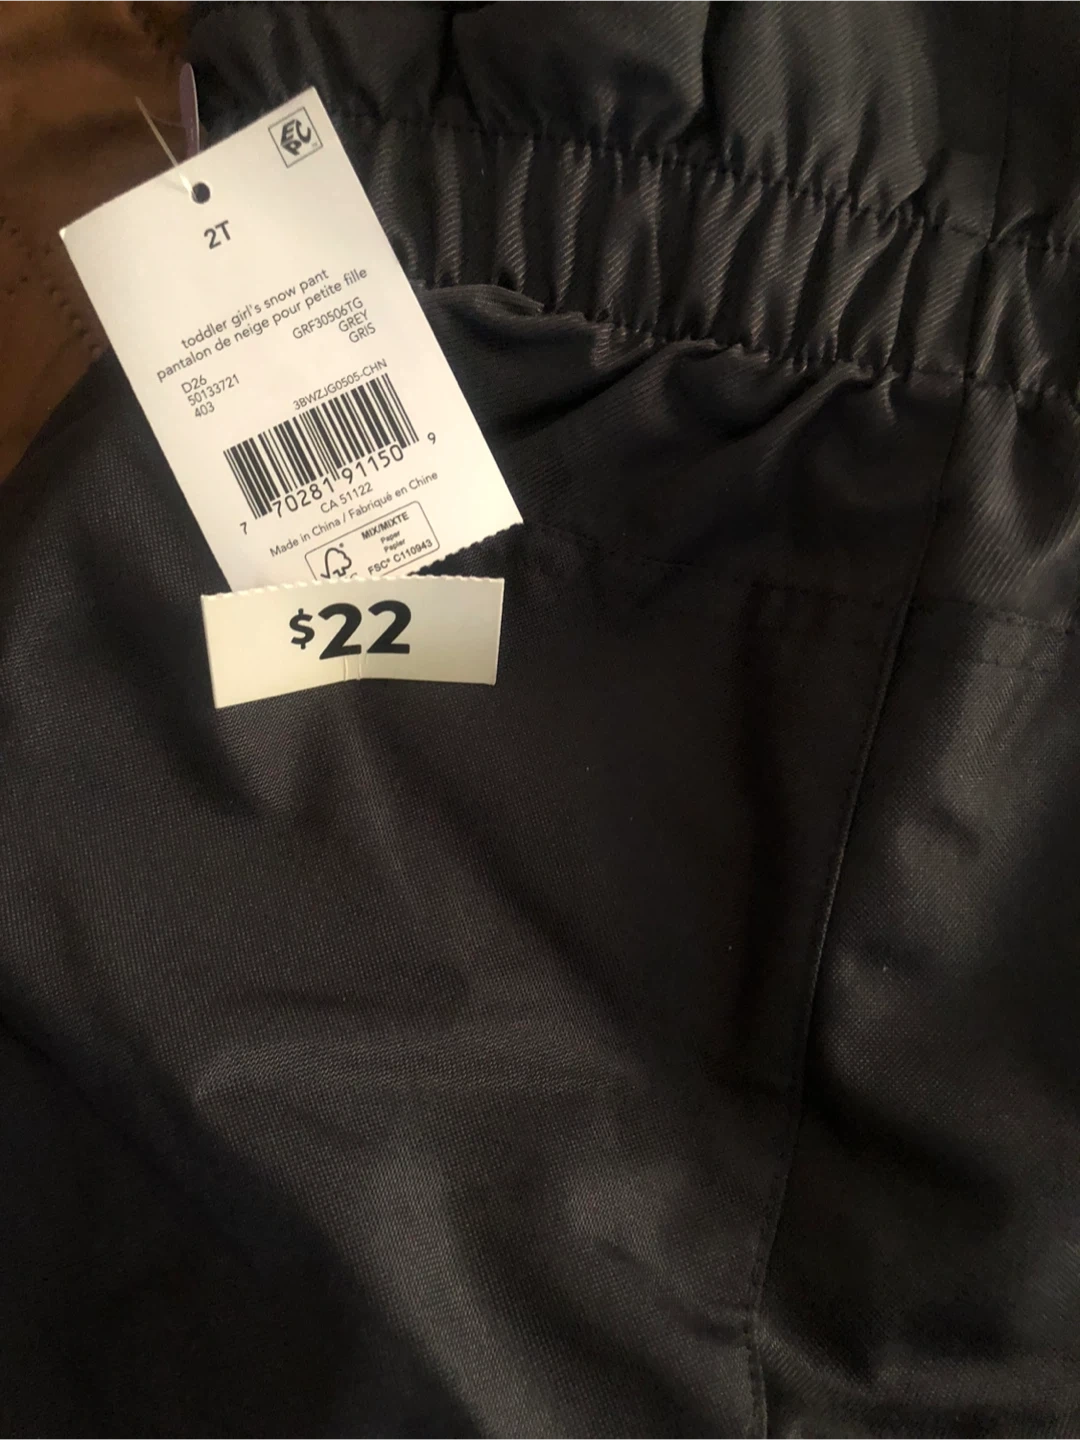 EPC
2T
toddler girl's snow pant
pantalon de neige pour petite fille
GRF30506TG
GREY
GRIS
D26
50133721
403
3BWZJG0505-CHN
7 70281 91150 9
CA 51122
Made in China / Fabriqué en Chine
MIX/MIXTE
Paper
Papier
FSC® C110943
$22